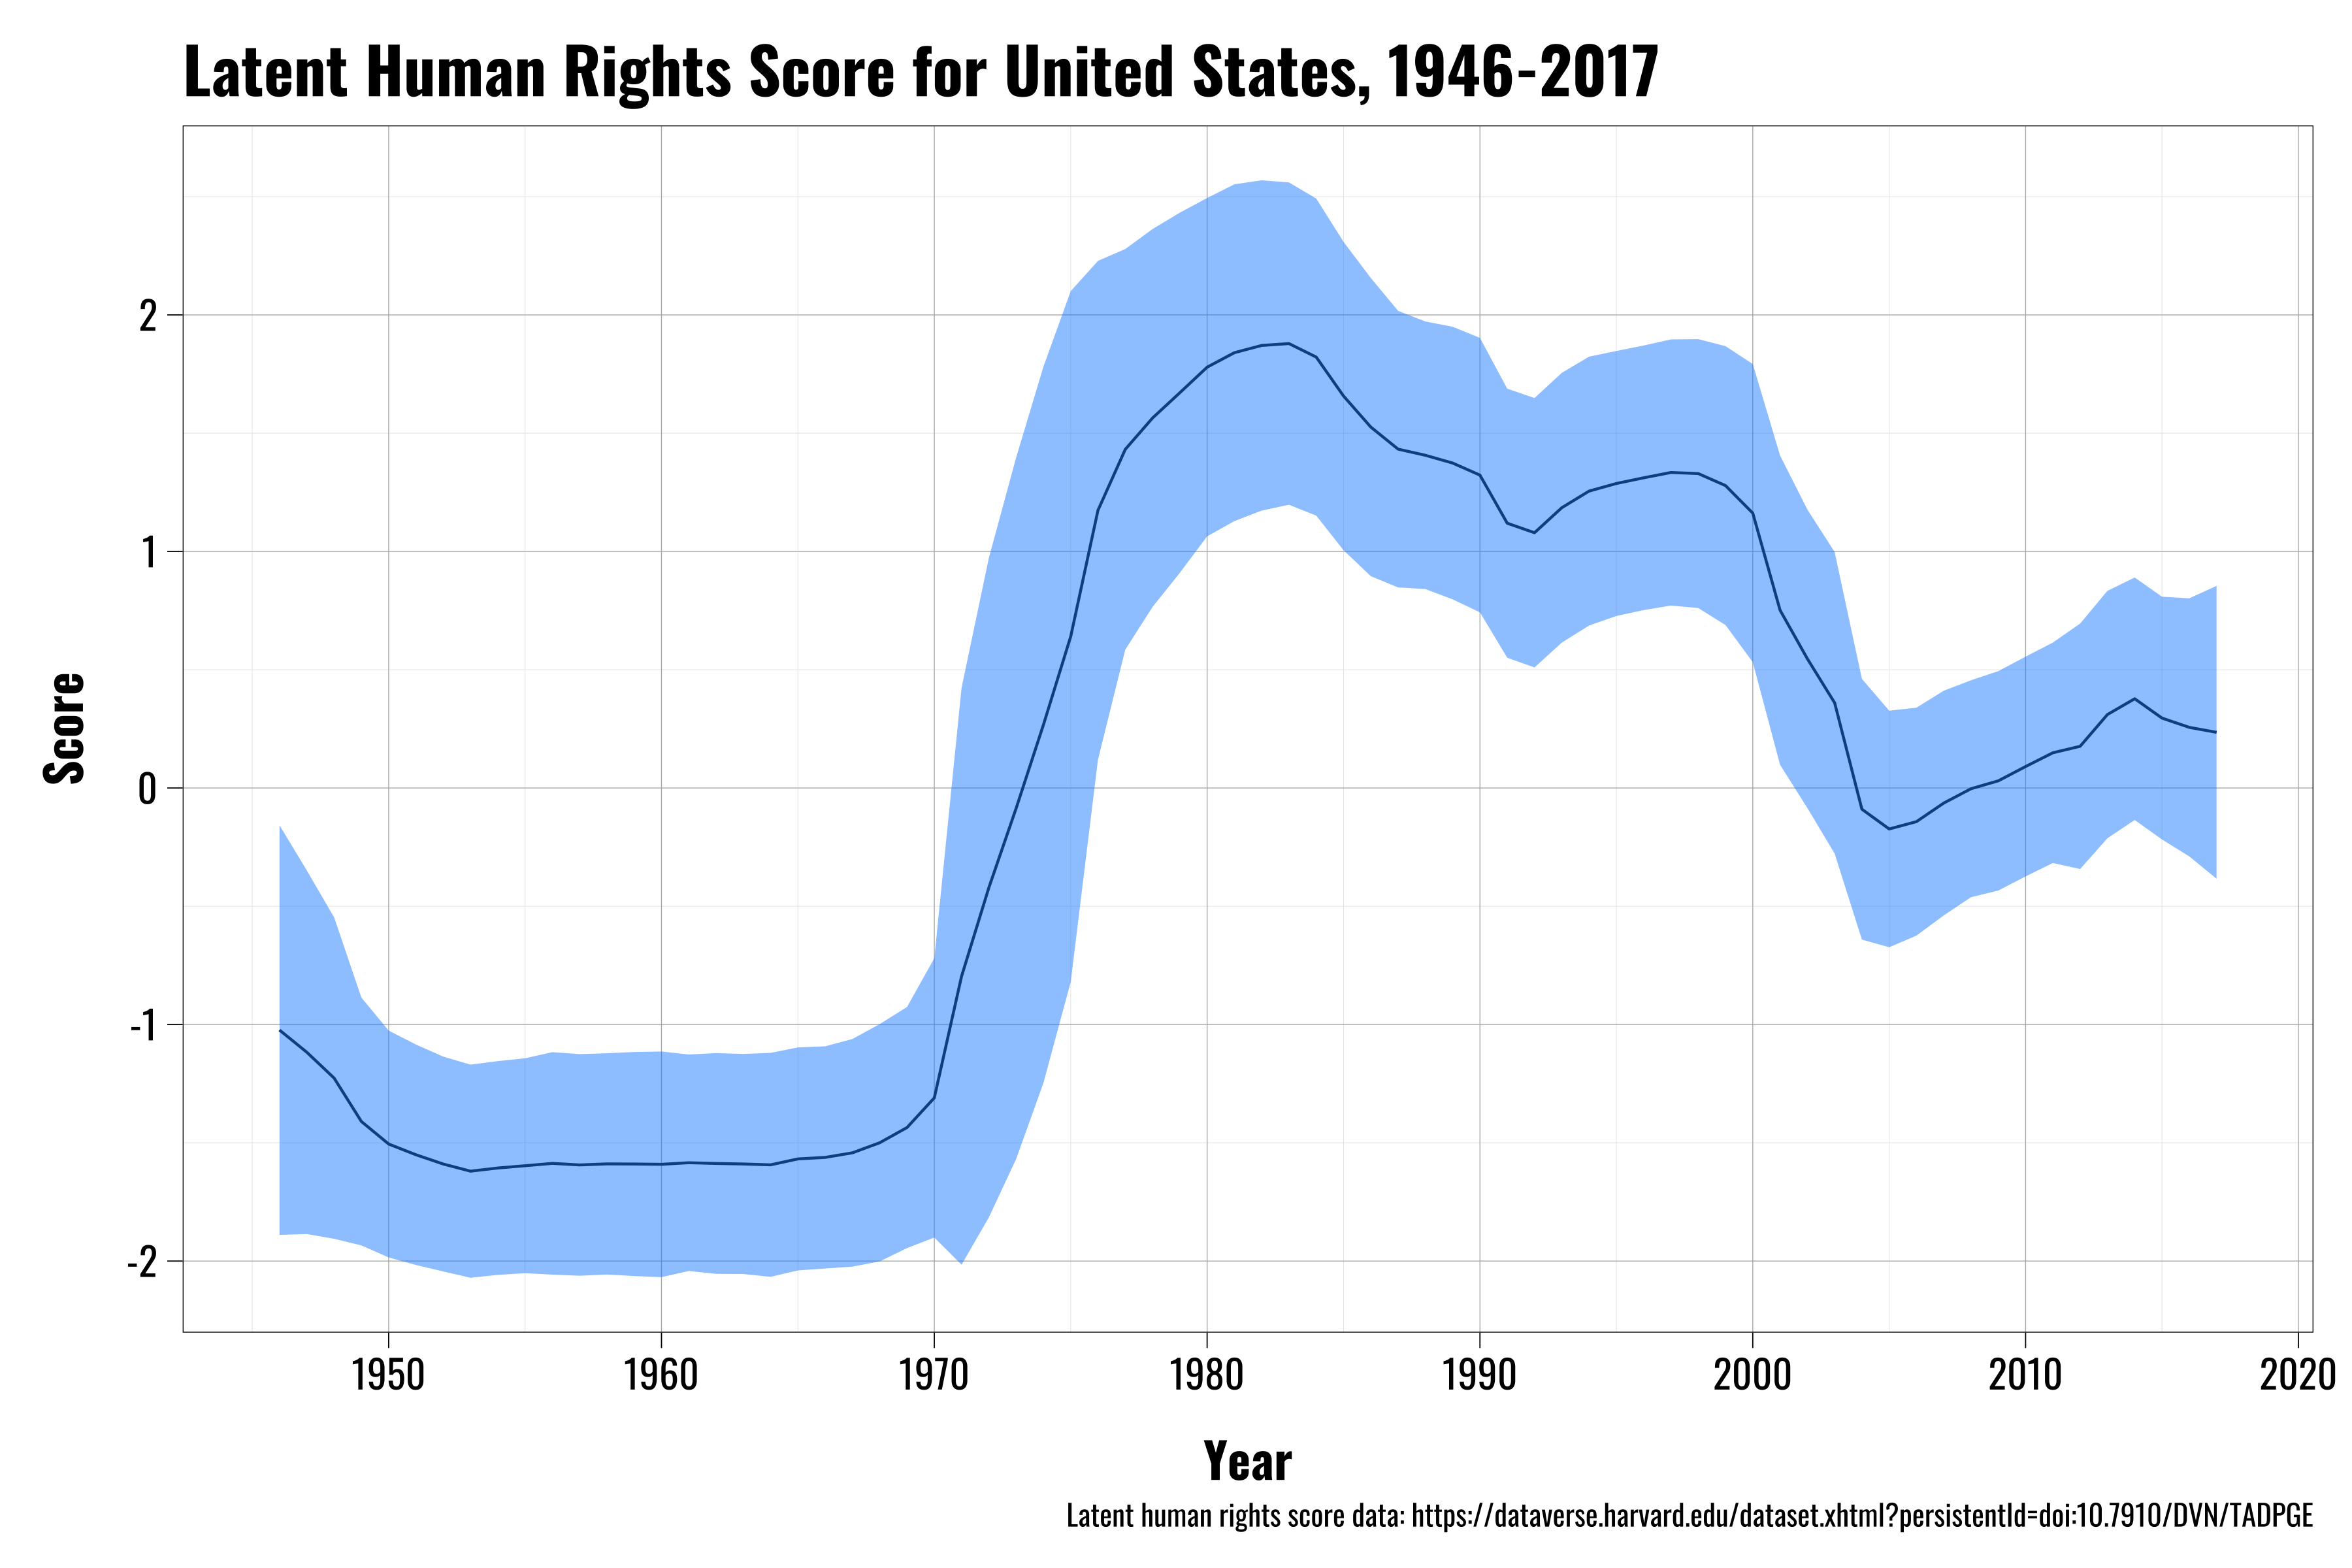 Latent Human Rights Score for United States, 1946-2017
Score
2
1
0
-1
-2
1950 1960 1970 1980 1990 2000 2010 2020
Year
Latent human rights score data: https://dataverse.harvard.edu/dataset.xhtml?persistentId=doi:10.7910/DVN/TADPGE